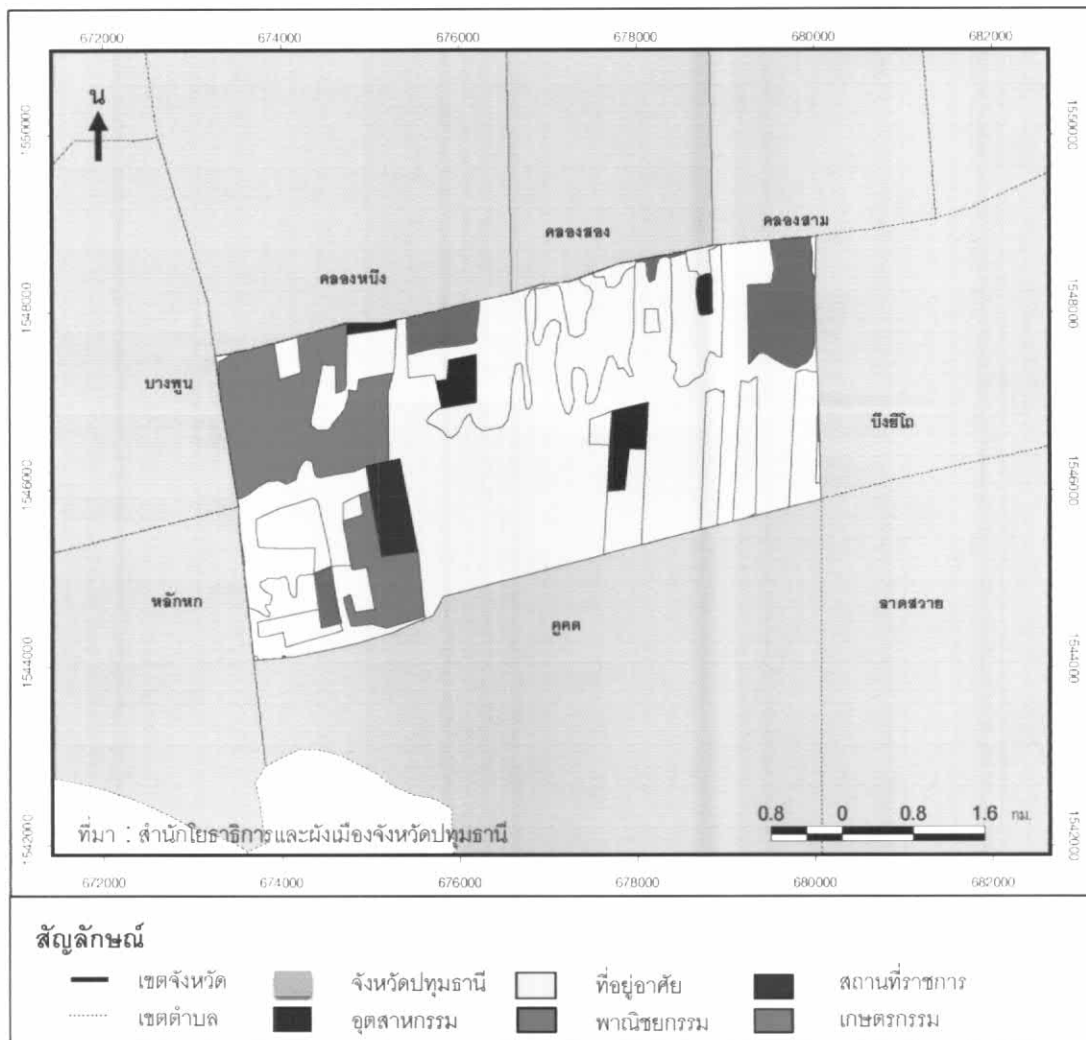 672000 674000 676000 678000 680000 682000
น
1550000 1550000
คลองสาม
คลองสอง
คลองหนึ่ง
1548000 1548000
บางพูน
บึงยี่โถ
1546000 1546000
หลักหก คูคต ลาดสวาย
1544000 1544000
0.8 0 0.8 1.6 กม.
ที่มา : สำนักโยธาธิการและผังเมืองจังหวัดปทุมธานี
1542000 1542000
672000 674000 676000 678000 680000 682000
สัญลักษณ์
เขตจังหวัด จังหวัดปทุมธานี ที่อยู่อาศัย สถานที่ราชการ
เขตตำบล อุตสาหกรรม พาณิชยกรรม เกษตรกรรม